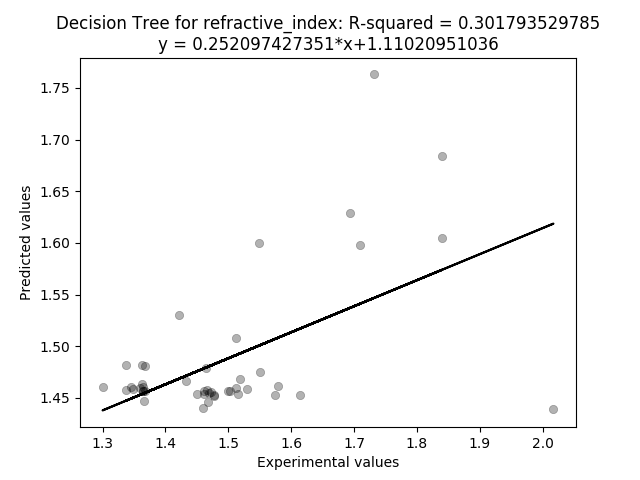 Decision Tree for refractive_index: R-squared = 0.301793529785
y = 0.252097427351*x+1.11020951036
1.75
1.70
1.65
1.60
1.55
1.50
1.45
Predicted values
1.3 1.4 1.5 1.6 1.7 1.8 1.9 2.0
Experimental values